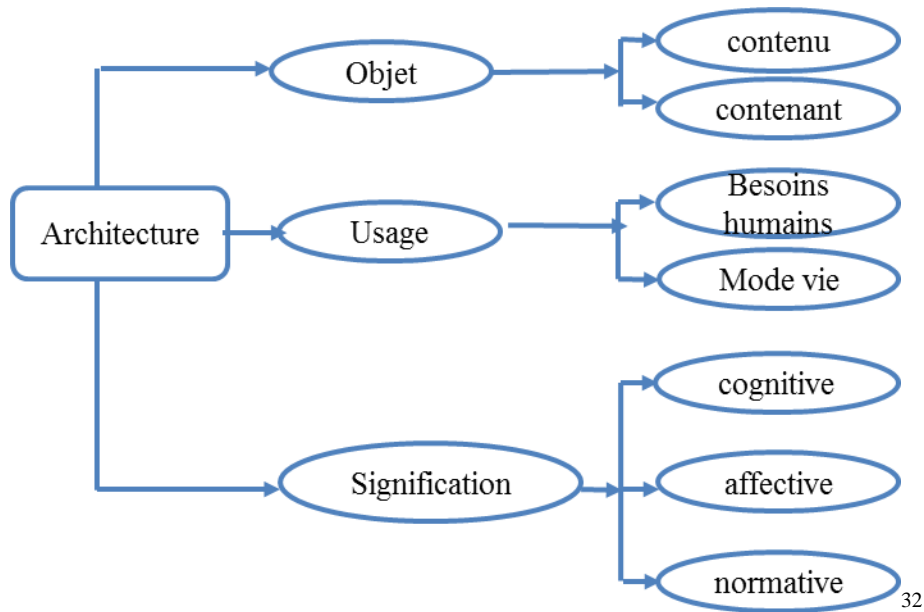 Architecture
Objet
contenu
contenant
Usage
Besoins
humains
Mode vie
Signification
cognitive
affective
normative
32